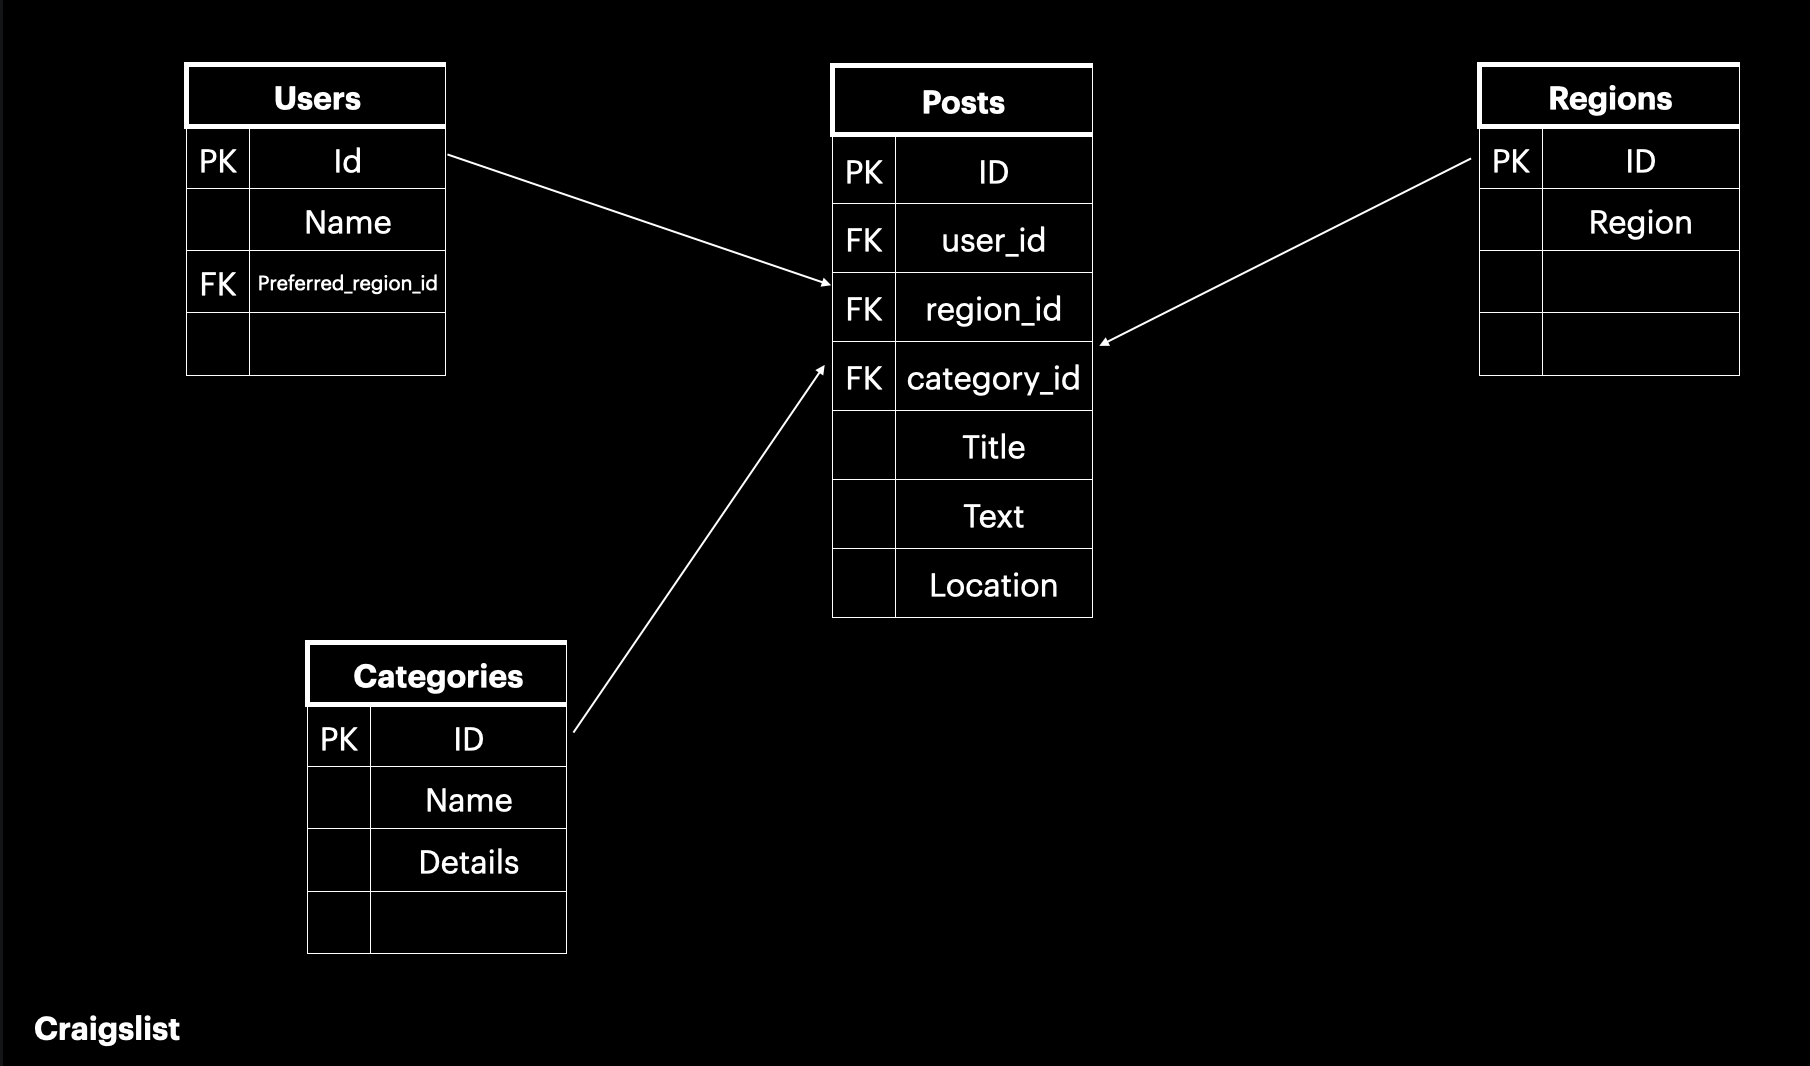 Users
PK Id
Name
FK Preferred_region_id
Posts
PK ID
FK user_id
FK region_id
FK category_id
Title
Text
Location
Regions
PK ID
Region
Categories
PK ID
Name
Details
Craigslist